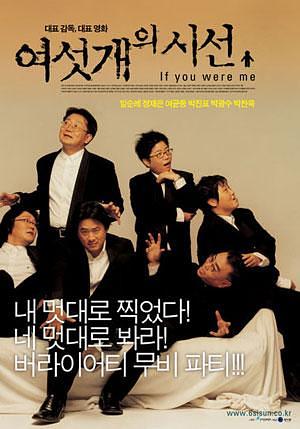 대표 감독, 대표 영화
여섯개의 시선
If you were me
임순례 정재은 여균동 박진표 박광수 박찬욱
내 멋대로 찍었다!
네 멋대로 봐라!
버라이어티 무비 파티!!!
www.6sisun.co.kr